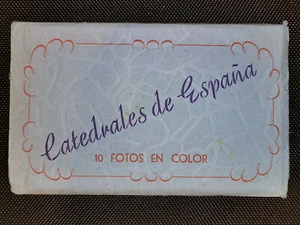 Catedrales de España
10 FOTOS EN COLOR